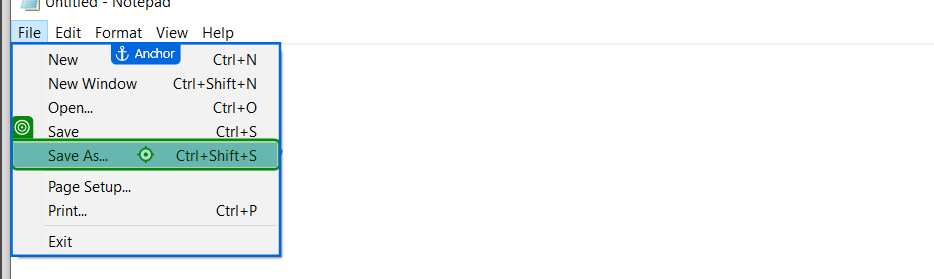 Untitled - Notepad
File Edit Format View Help
Anchor
New Ctrl+N
New Window Ctrl+Shift+N
Open... Ctrl+O
Save Ctrl+S
Save As... Ctrl+Shift+S
Page Setup...
Print... Ctrl+P
Exit